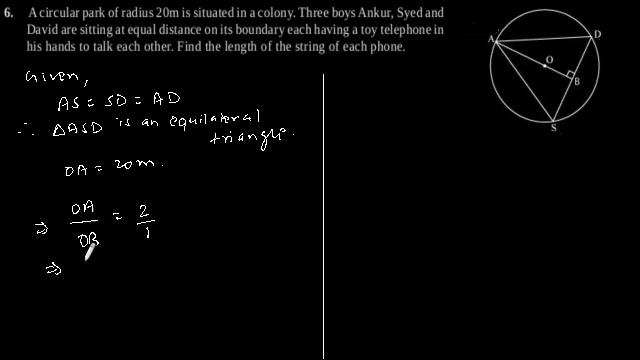 6. A circular park of radius 20m is situated in a colony. Three boys Ankur, Syed and
David are sitting at equal distance on its boundary each having a toy telephone in
his hands to talk each other. Find the length of the string of each phone.
Given,
AS = SD = AD
∴ ΔASD is an equilateral
triangle.
OA = 20m.
⇒ OA/OB = 2/1
⇒
A
D
O
B
S